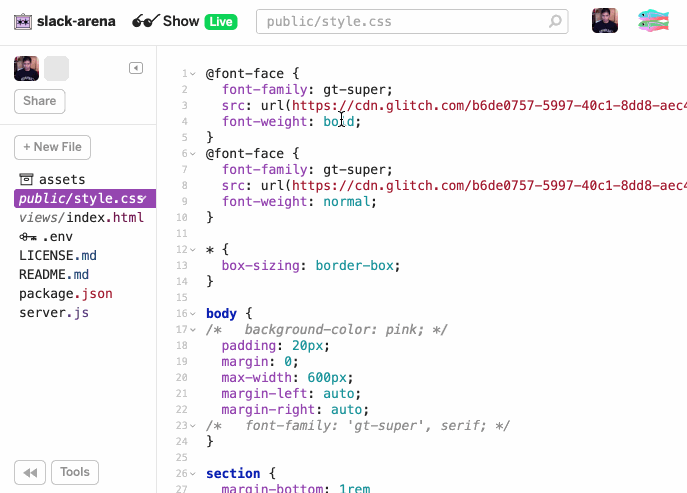 slack-arena
Show Live
public/style.css
Share
+ New File
assets
public/style.css
views/index.html
.env
LICENSE.md
README.md
package.json
server.js
Tools
1 @font-face {
2 font-family: gt-super;
3 src: url(https://cdn.glitch.com/b6de0757-5997-40c1-8dd8-aec4
4 font-weight: bold;
5 }
6 @font-face {
7 font-family: gt-super;
8 src: url(https://cdn.glitch.com/b6de0757-5997-40c1-8dd8-aec4
9 font-weight: normal;
10 }
11
12 * {
13 box-sizing: border-box;
14 }
15
16 body {
17 /* background-color: pink; */
18 padding: 20px;
19 margin: 0;
20 max-width: 600px;
21 margin-left: auto;
22 margin-right: auto;
23 /* font-family: 'gt-super', serif; */
24 }
25
26 section {
27 margin-bottom: 1rem